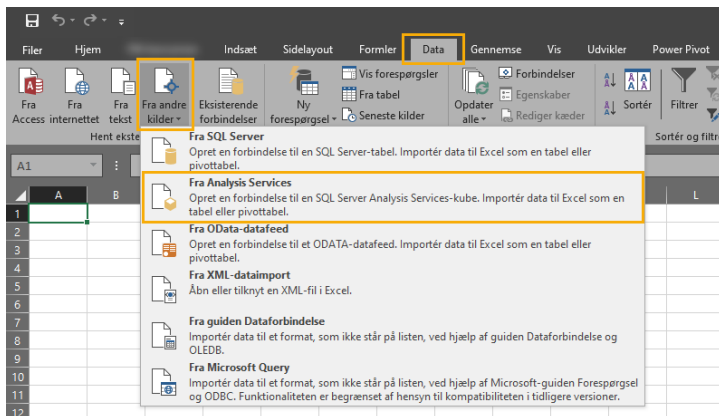 Filer Hjem Indsæt Sidelayout Formler Data Gennemse Vis Udvikler Power Pivot
Fra Access
Fra internettet
Fra tekst
Fra andre kilder
Eksisterende forbindelser
Ny forespørgsel
Vis forespørgsler
Fra tabel
Seneste kilder
Opdater alle
Forbindelser
Egenskaber
Rediger kæder
Sortér
Filtrer
Hent ekste
Sortér og filtr
A1
A B L
1
2
3
4
5
6
7
8
9
10
11
12
Fra SQL Server
Opret en forbindelse til en SQL Server-tabel. Importér data til Excel som en tabel eller
pivottabel.
Fra Analysis Services
Opret en forbindelse til en SQL Server Analysis Services-kube. Importér data til Excel som en
tabel eller pivottabel.
Fra OData-datafeed
Opret en forbindelse til et ODATA-datafeed. Importér data til Excel som en tabel eller
pivottabel.
Fra XML-dataimport
Åbn eller tilknyt en XML-fil i Excel.
Fra guiden Dataforbindelse
Importér data til et format, som ikke står på listen, ved hjælp af guiden Dataforbindelse og
OLEDB.
Fra Microsoft Query
Importér data til et format, som ikke står på listen, ved hjælp af Microsoft-guiden Forespørgsel
og ODBC. Funktionaliteten er begrænset af hensyn til kompatibiliteten i tidligere versioner.